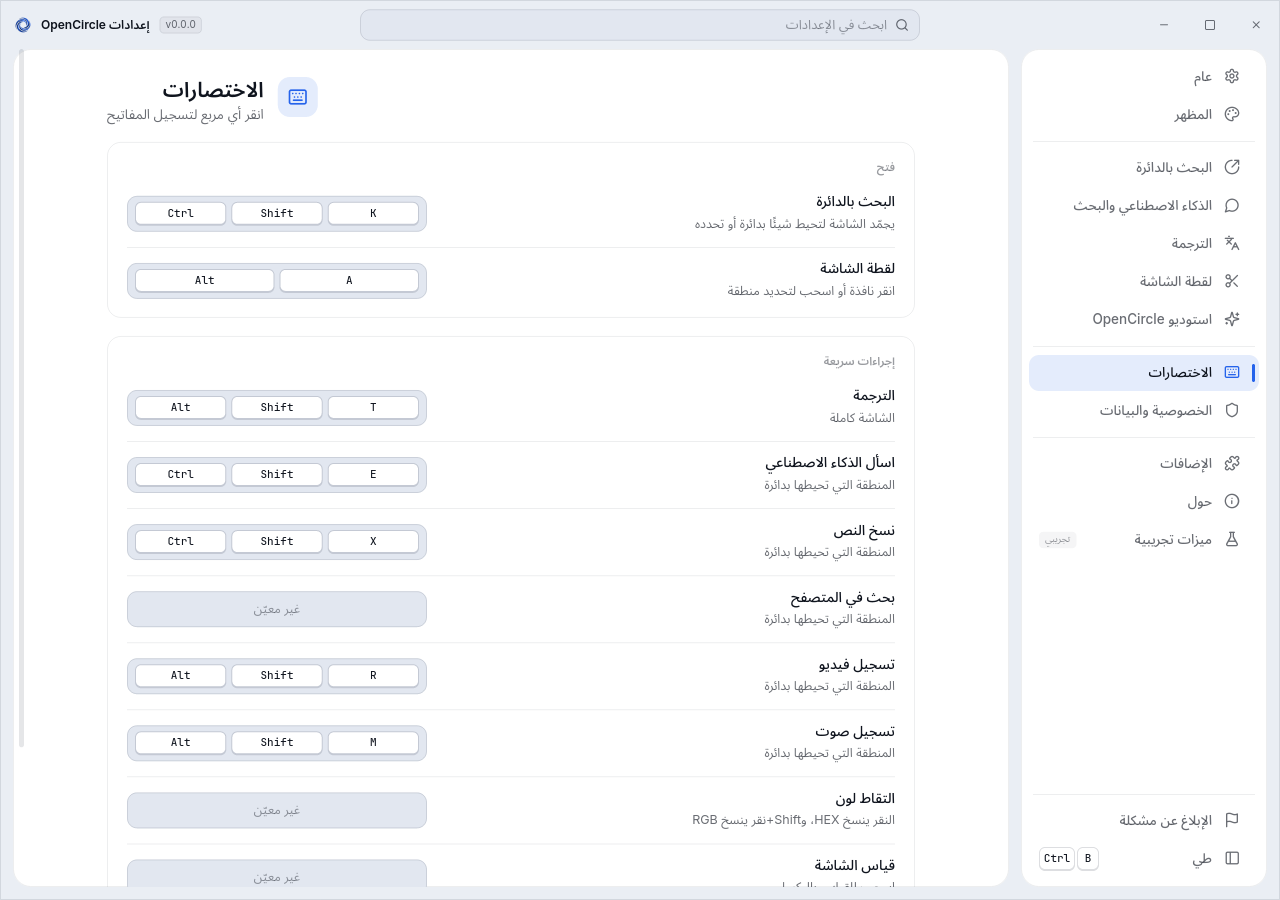 إعدادات OpenCircle
v0.0.0
ابحث في الإعدادات
عام
المظهر
البحث بالدائرة
الذكاء الاصطناعي والبحث
الترجمة
لقطة الشاشة
استوديو OpenCircle
الاختصارات
الخصوصية والبيانات
الإضافات
حول
ميزات تجريبية
تجريبي
الإبلاغ عن مشكلة
طي
Ctrl B
الاختصارات
انقر أي مربع لتسجيل المفاتيح
فتح
البحث بالدائرة
يجمّد الشاشة لتحيط شيئًا بدائرة أو تحدده
Ctrl Shift K
لقطة الشاشة
انقر نافذة أو اسحب لتحديد منطقة
Alt A
إجراءات سريعة
الترجمة
الشاشة كاملة
Alt Shift T
اسأل الذكاء الاصطناعي
المنطقة التي تحيطها بدائرة
Ctrl Shift E
نسخ النص
المنطقة التي تحيطها بدائرة
Ctrl Shift X
بحث في المتصفح
المنطقة التي تحيطها بدائرة
غير معيّن
تسجيل فيديو
المنطقة التي تحيطها بدائرة
Alt Shift R
تسجيل صوت
المنطقة التي تحيطها بدائرة
Alt Shift M
التقاط لون
النقر ينسخ HEX، وShift+نقر ينسخ RGB
غير معيّن
قياس الشاشة
غير معيّن